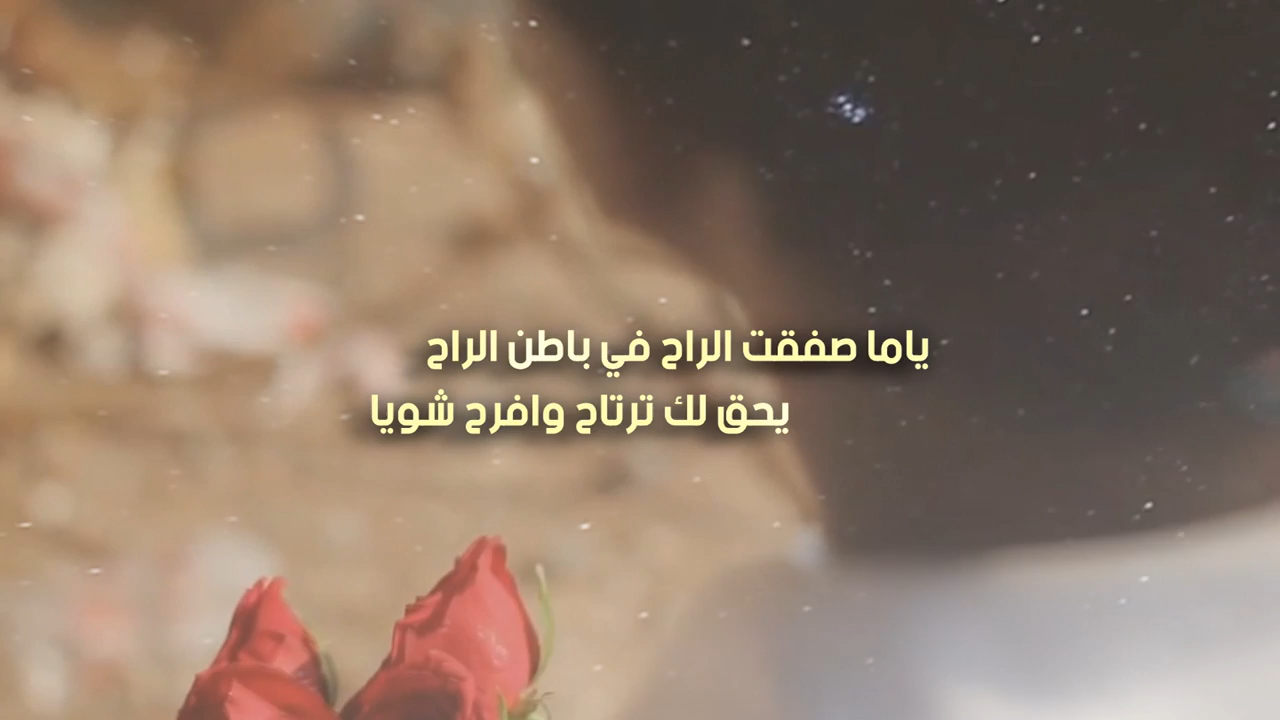 ياما صفقت الراح في باطن الراح
يحق لك ترتاح وافرح شويا